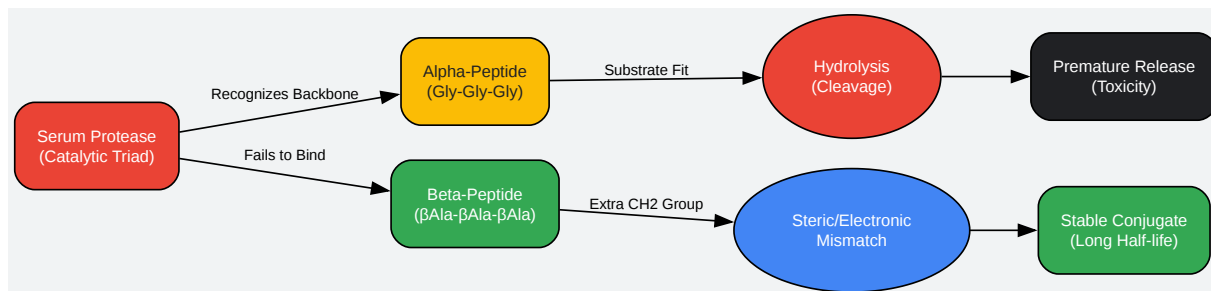 Serum Protease
(Catalytic Triad)
Recognizes Backbone
Fails to Bind
Alpha-Peptide
(Gly-Gly-Gly)
Substrate Fit
Hydrolysis
(Cleavage)
Premature Release
(Toxicity)
Beta-Peptide
(βAla-βAla-βAla)
Extra CH2 Group
Steric/Electronic
Mismatch
Stable Conjugate
(Long Half-life)